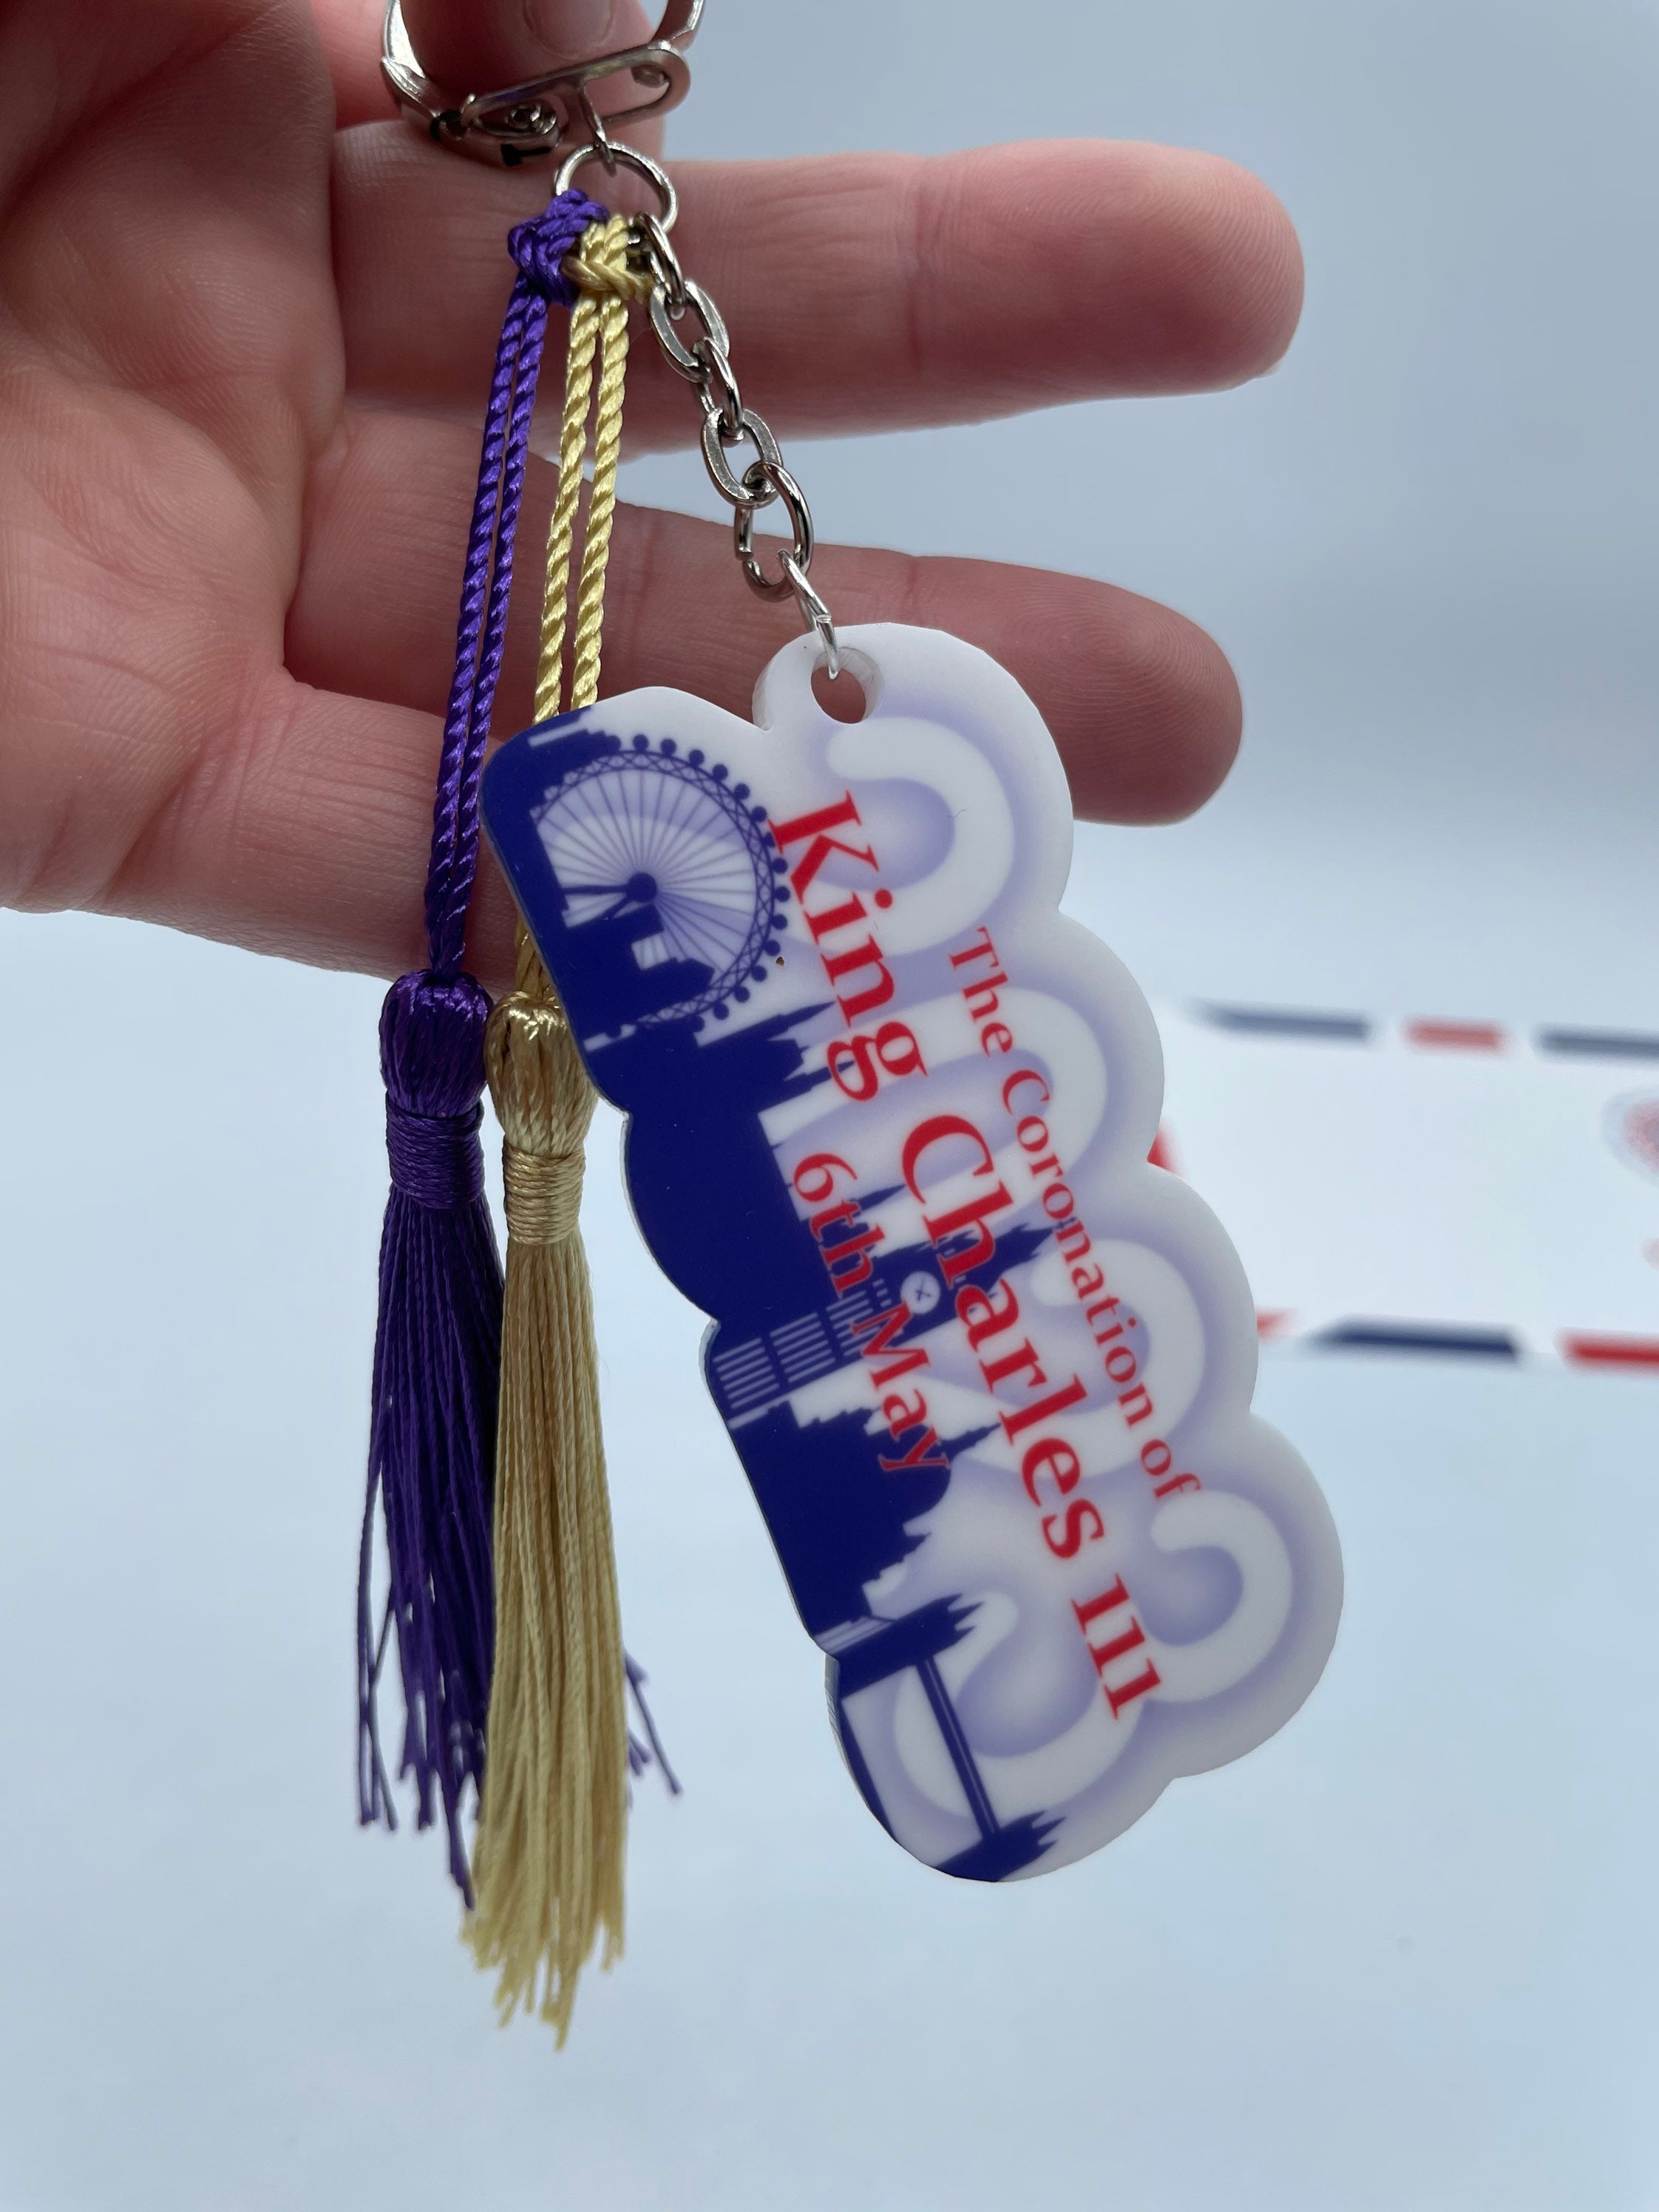 The Coronation of
King Charles III
6th May
2023